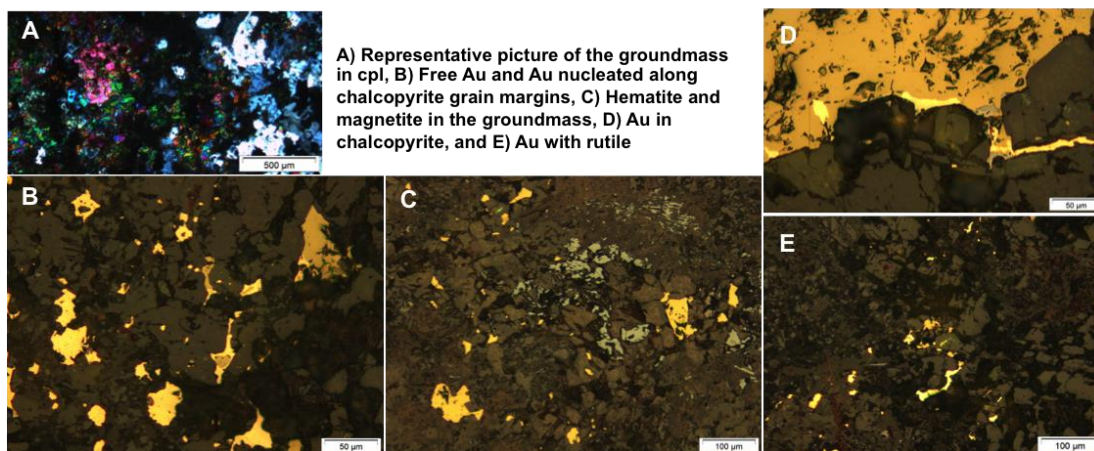 A
500 µm
A) Representative picture of the groundmass
in cpl, B) Free Au and Au nucleated along
chalcopyrite grain margins, C) Hematite and
magnetite in the groundmass, D) Au in
chalcopyrite, and E) Au with rutile
D
50 µm
B
50 µm
C
100 µm
E
100 µm